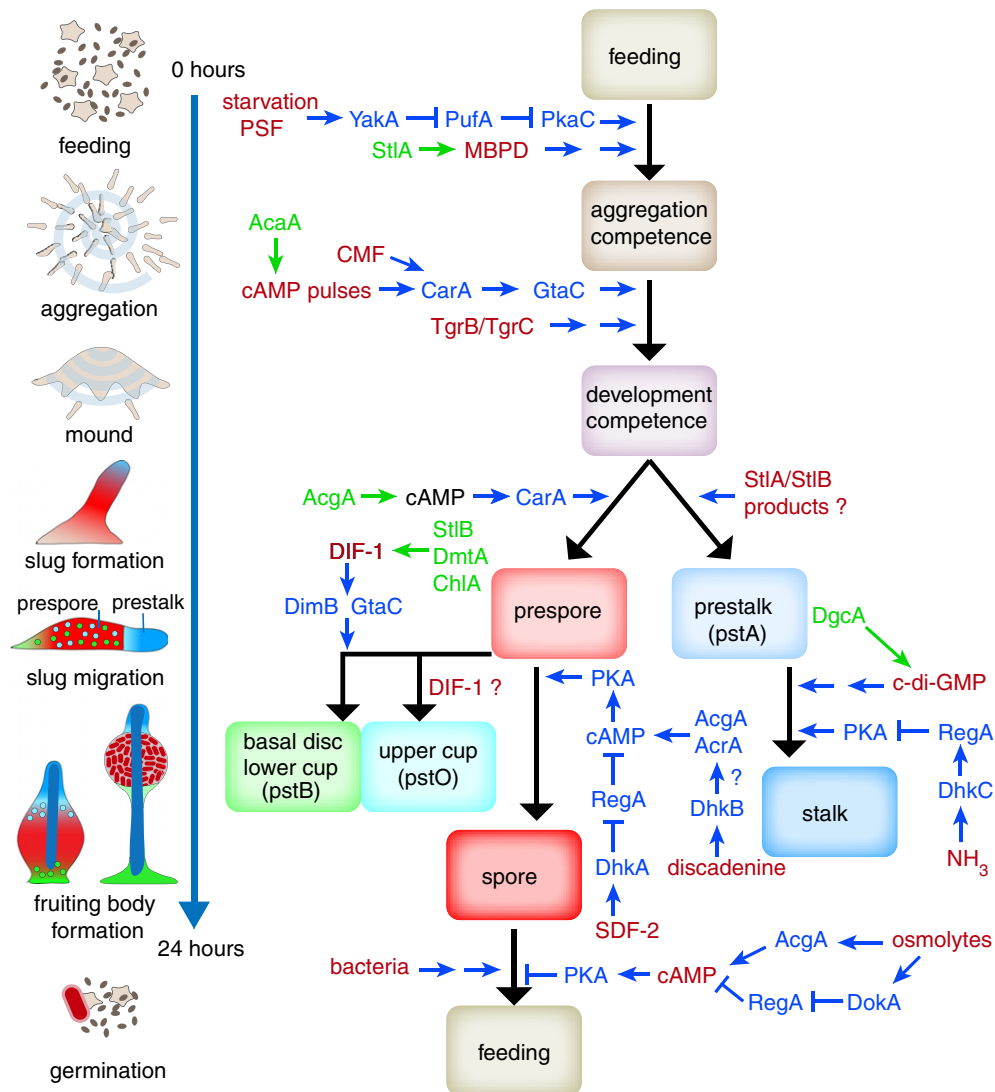 0 hours
feeding
aggregation
mound
slug formation
prespore
prestalk
slug migration
fruiting body
formation
24 hours
germination
feeding
starvation
PSF
YakA
PufA
PkaC
StlA
MBPD
aggregation
competence
AcaA
CMF
cAMP pulses
CarA
GtaC
TgrB/TgrC
development
competence
AcgA
cAMP
CarA
StlA/StlB
products ?
StlB
DIF-1
DmtA
ChlA
DimB
GtaC
prespore
prestalk
(pstA)
DgcA
DIF-1 ?
PKA
c-di-GMP
basal disc
lower cup
(pstB)
upper cup
(pstO)
cAMP
AcgA
AcrA
PKA
RegA
?
RegA
DhkB
DhkC
stalk
spore
DhkA
discadenine
NH3
SDF-2
bacteria
PKA
cAMP
AcgA
osmolytes
RegA
DokA
feeding